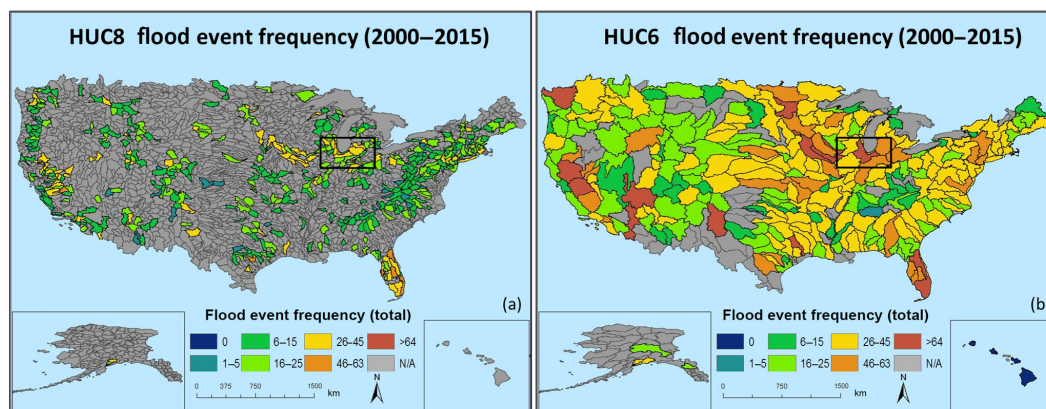 HUC8 flood event frequency (2000–2015)
(a)
Flood event frequency (total)
0
6–15
26–45
>64
1–5
16–25
46–63
N/A
0 375 750 1500
km
N
HUC6 flood event frequency (2000–2015)
(b)
Flood event frequency (total)
0
6–15
26–45
>64
1–5
16–25
46–63
N/A
0 750 1500
km
N